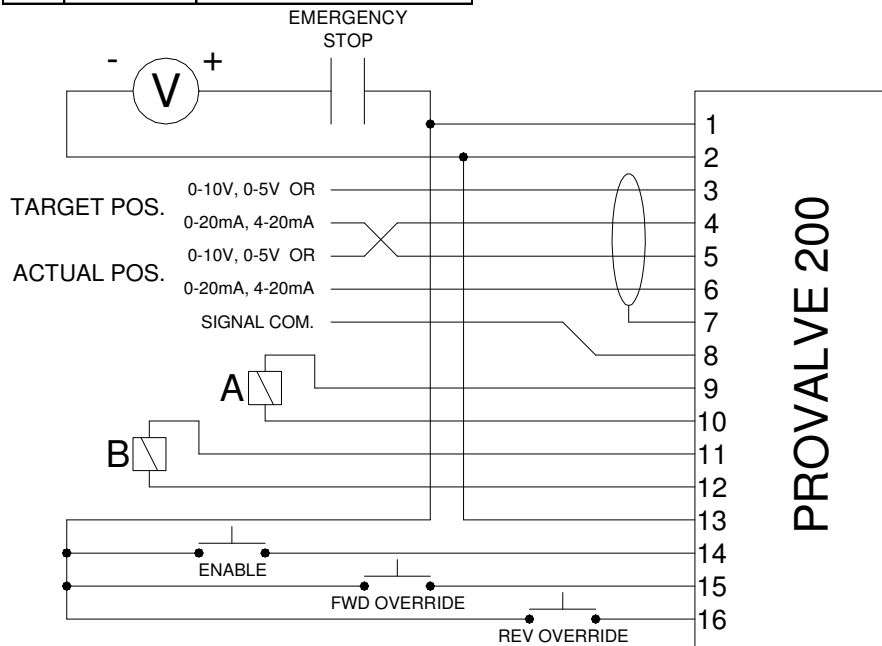 EMERGENCY
STOP
- V +
1
2
TARGET POS.
0-10V, 0-5V OR
3
0-20mA, 4-20mA
4
ACTUAL POS.
0-10V, 0-5V OR
5
0-20mA, 4-20mA
6
SIGNAL COM.
7
8
A
9
10
B
11
12
13
ENABLE
14
FWD OVERRIDE
15
REV OVERRIDE
16
PROVALVE 200